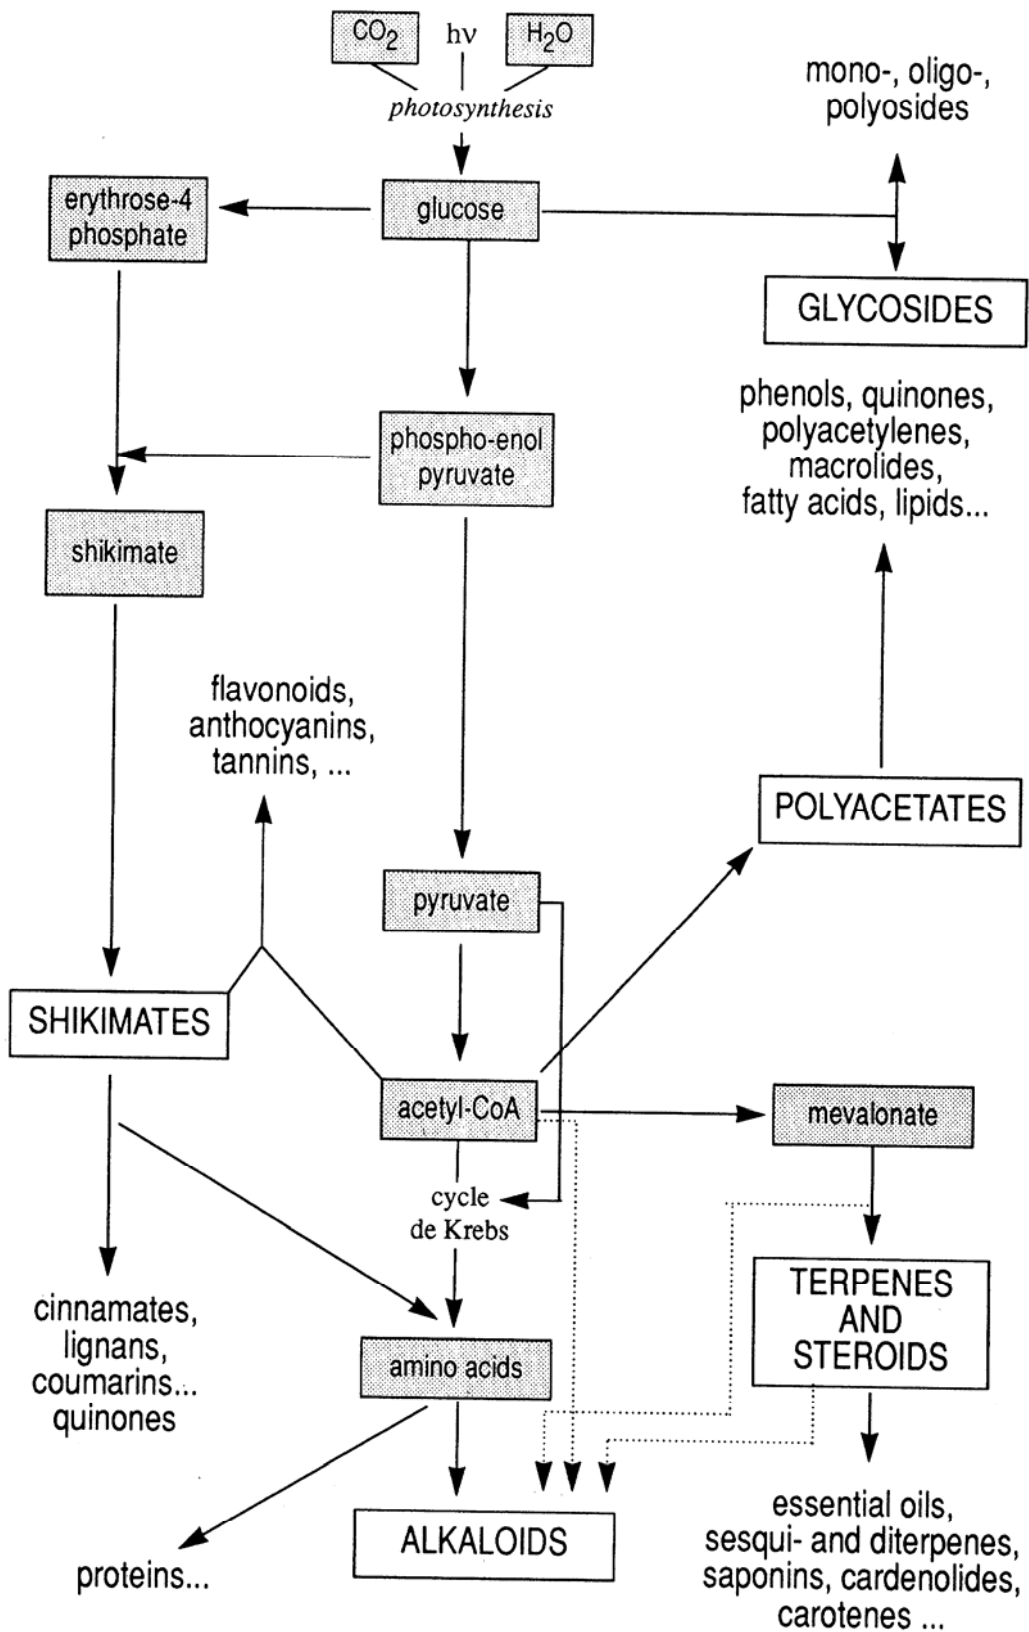 CO2
hν
H2O
photosynthesis
mono-, oligo-,
polyosides
erythrose-4
phosphate
glucose
GLYCOSIDES
phospho-enol
pyruvate
phenols, quinones,
polyacetylenes,
macrolides,
fatty acids, lipids...
shikimate
flavonoids,
anthocyanins,
tannins, ...
POLYACETATES
pyruvate
SHIKIMATES
acetyl-CoA
mevalonate
cycle
de Krebs
cinnamates,
lignans,
coumarins...
quinones
TERPENES
AND
STEROIDS
amino acids
proteins...
ALKALOIDS
essential oils,
sesqui- and diterpenes,
saponins, cardenolides,
carotenes ...